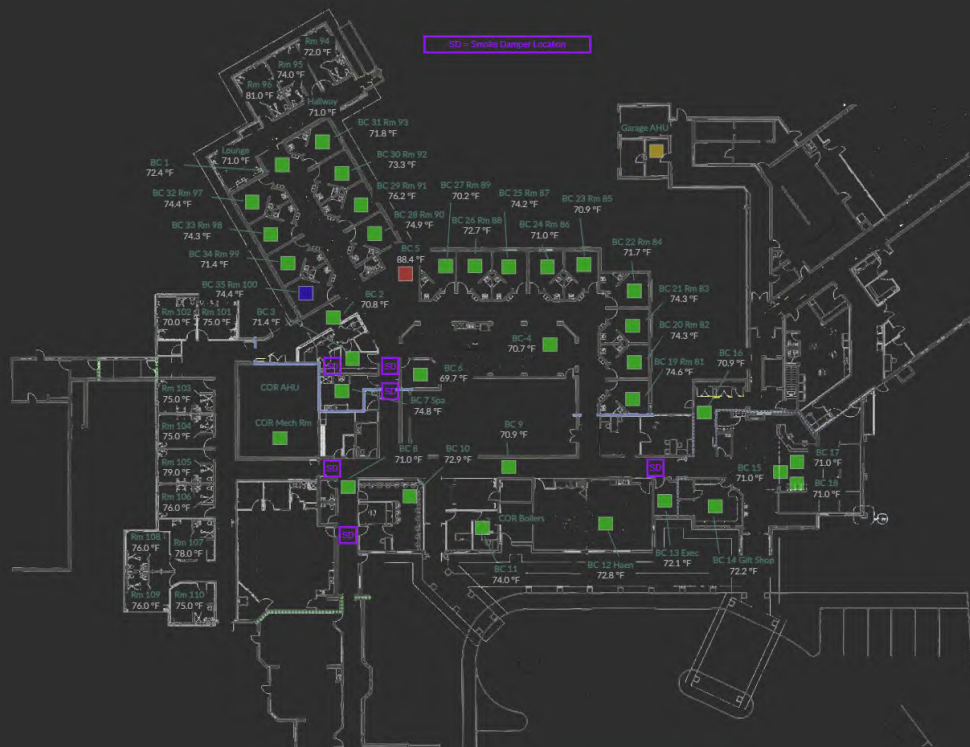 SD = Smoke Damper Location
Rm 94
72.0 °F
Rm 95
74.0 °F
Rm 96
81.0 °F
Hallway
71.0 °F
BC 31 Rm 93
71.8 °F
Lounge
71.0 °F
BC 30 Rm 92
73.3 °F
BC 1
72.4 °F
BC 29 Rm 91
76.2 °F
BC 32 Rm 97
74.4 °F
BC 28 Rm 90
74.9 °F
BC 33 Rm 98
74.3 °F
BC 5
88.4 °F
BC 34 Rm 99
71.4 °F
BC 35 Rm 100
74.4 °F
BC 27 Rm 89
70.2 °F
BC 25 Rm 87
74.2 °F
BC 23 Rm 85
70.9 °F
BC 26 Rm 88
72.7 °F
BC 24 Rm 86
71.0 °F
BC 22 Rm 84
71.7 °F
Garage AHU
BC 21 Rm 83
74.3 °F
BC 2
70.8 °F
BC 3
71.4 °F
Rm 102
70.0 °F
Rm 101
75.0 °F
BC-4
70.7 °F
BC 20 Rm 82
74.3 °F
BC 19 Rm 81
74.6 °F
BC 16
70.9 °F
SD
SD
BC 6
69.7 °F
SD
COR AHU
Rm 103
75.0 °F
BC 7 Spa
74.8 °F
COR Mech Rm
Rm 104
75.0 °F
BC 8
71.0 °F
BC 10
72.9 °F
BC 9
70.9 °F
SD
SD
BC 15
71.0 °F
BC 17
71.0 °F
BC 18
71.0 °F
Rm 105
79.0 °F
Rm 106
76.0 °F
COR Boilers
SD
Rm 108
76.0 °F
Rm 107
78.0 °F
BC 11
74.0 °F
BC 12 Hsen
72.8 °F
BC 13 Exec
72.1 °F
BC 14 Gift Shop
72.2 °F
Rm 109
76.0 °F
Rm 110
75.0 °F